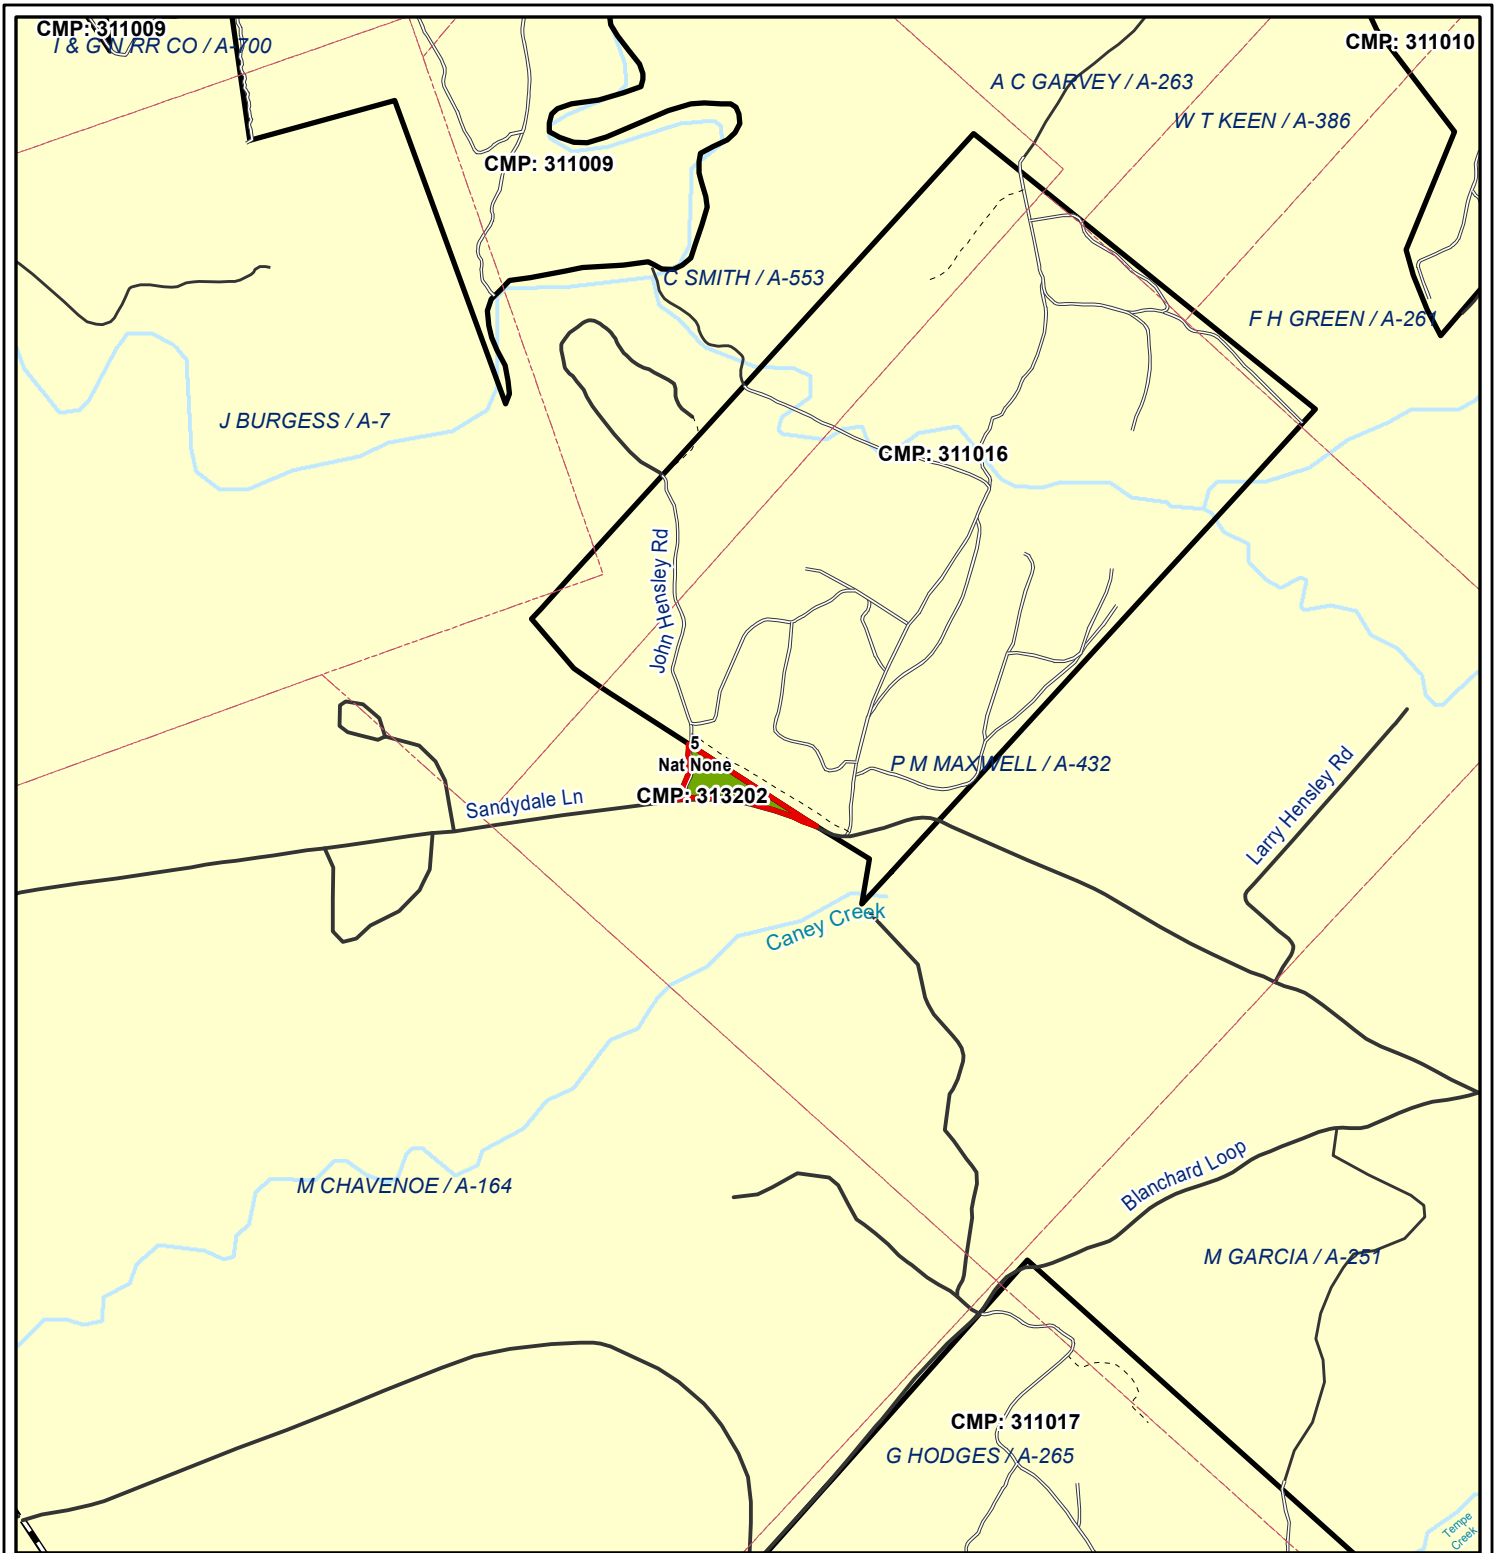 CMP: 311009
I & G N RR CO / A-700
CMP: 311010
A C GARVEY / A-263
W T KEEN / A-386
CMP: 311009
C SMITH / A-553
F H GREEN / A-261
J BURGESS / A-7
CMP: 311016
John Hensley Rd
5
Nat None
P M MAXWELL / A-432
CMP: 313202
Sandydale Ln
Larry Hensley Rd
Caney Creek
Blanchard Loop
M CHAVENOE / A-164
M GARCIA / A-251
CMP: 311017
G HODGES / A-265
Tempe
Creek